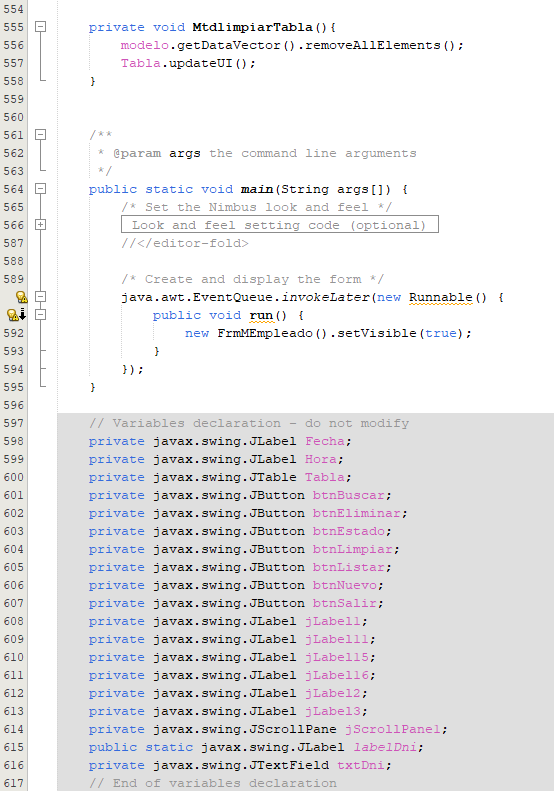 554
555 private void MtdlimpiarTabla(){
556 modelo.getDataVector().removeAllElements();
557 Tabla.updateUI();
558 }
559
560
561 /**
562 * @param args the command line arguments
563 */
564 public static void main(String args[]) {
565 /* Set the Nimbus look and feel */
566 Look and feel setting code (optional)
587 //</editor-fold>
588
589 /* Create and display the form */
java.awt.EventQueue.invokeLater(new Runnable() {
public void run() {
592 new FrmMEmpleado().setVisible(true);
593 }
594 });
595 }
596
597 // Variables declaration - do not modify
598 private javax.swing.JLabel Fecha;
599 private javax.swing.JLabel Hora;
600 private javax.swing.JTable Tabla;
601 private javax.swing.JButton btnBuscar;
602 private javax.swing.JButton btnEliminar;
603 private javax.swing.JButton btnEstado;
604 private javax.swing.JButton btnLimpiar;
605 private javax.swing.JButton btnListar;
606 private javax.swing.JButton btnNuevo;
607 private javax.swing.JButton btnSalir;
608 private javax.swing.JLabel jLabel1;
609 private javax.swing.JLabel jLabel11;
610 private javax.swing.JLabel jLabel15;
611 private javax.swing.JLabel jLabel16;
612 private javax.swing.JLabel jLabel2;
613 private javax.swing.JLabel jLabel3;
614 private javax.swing.JScrollPane jScrollPane1;
615 public static javax.swing.JLabel labelDni;
616 private javax.swing.JTextField txtDni;
617 // End of variables declaration